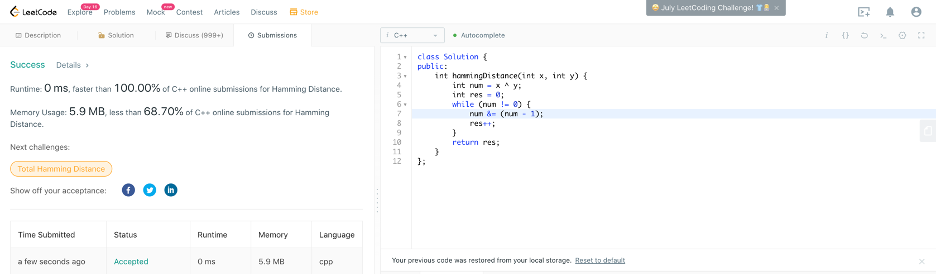 LeetCode
Explore
Day 18
Problems
Mock
new
Contest
Articles
Discuss
Store
July LeetCoding Challenge!
Description
Solution
Discuss (999+)
Submissions
Success
Details
Runtime: 0 ms, faster than 100.00% of C++ online submissions for Hamming Distance.
Memory Usage: 5.9 MB, less than 68.70% of C++ online submissions for Hamming
Distance.
Next challenges:
Total Hamming Distance
Show off your acceptance:
Time Submitted Status Runtime Memory Language
a few seconds ago Accepted 0 ms 5.9 MB cpp
i C++
Autocomplete
1 class Solution {
2 public:
3 int hammingDistance(int x, int y) {
4 int num = x ^ y;
5 int res = 0;
6 while (num != 0) {
7 num &= (num - 1);
8 res++;
9 }
10 return res;
11 }
12 };
Your previous code was restored from your local storage. Reset to default